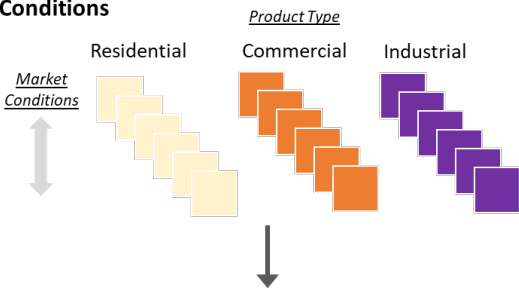 Conditions
Product Type
Residential
Commercial
Industrial
Market
Conditions